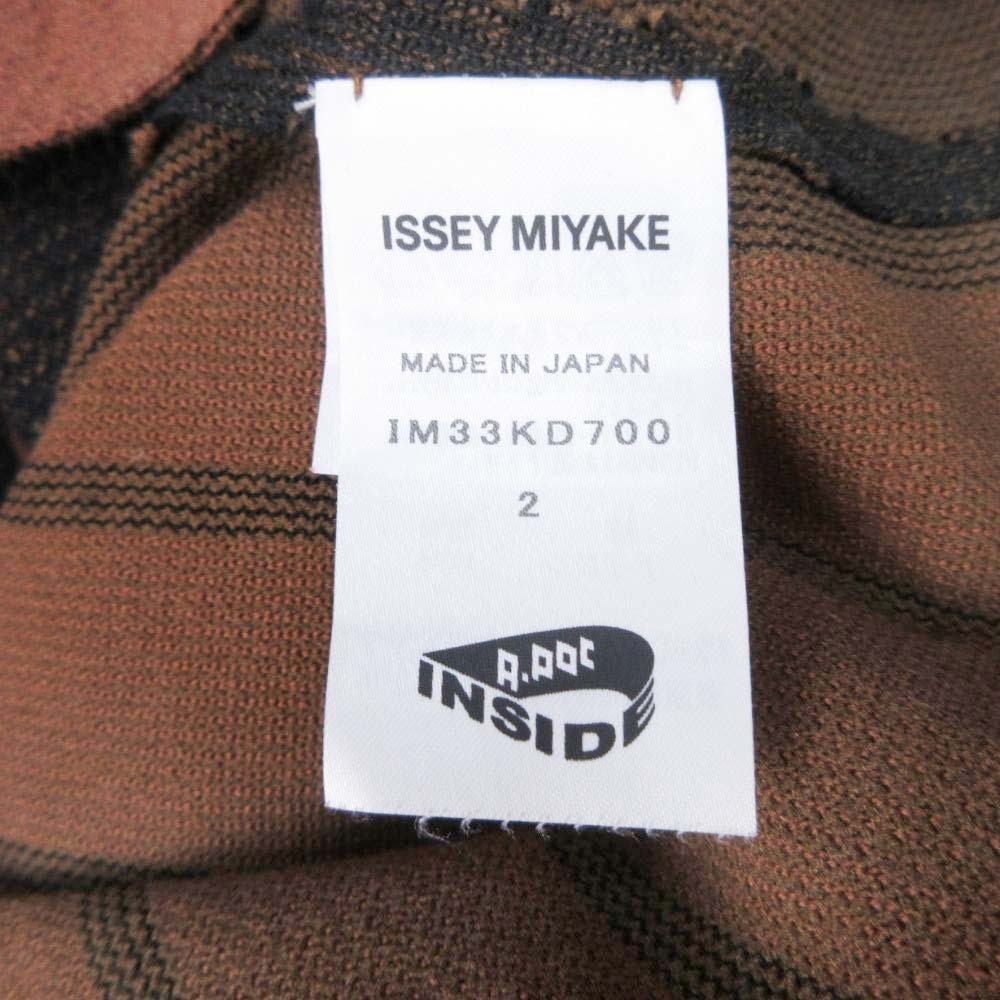 ISSEY MIYAKE
MADE IN JAPAN
IM33KD700
2
A.POC
INSIDE